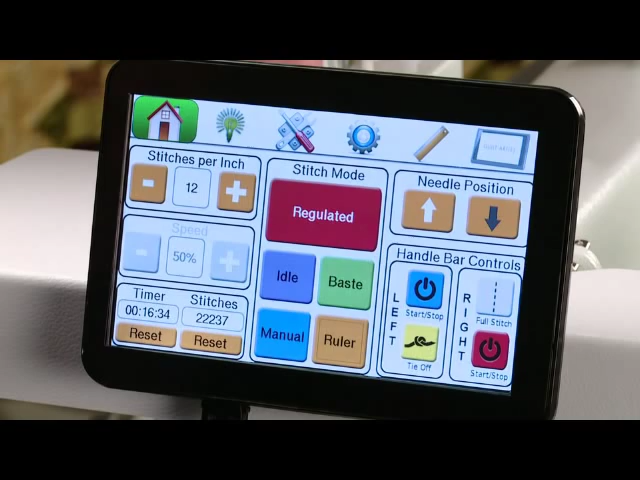 Stitches per Inch
-
12
+
Speed
-
50%
+
Timer
Stitches
00:16:34
22237
Reset
Reset
Stitch Mode
Regulated
Idle
Baste
Manual
Ruler
Needle Position
Handle Bar Controls
LEFT
Start/Stop
Tie Off
RIGHT
Full Stitch
Start/Stop